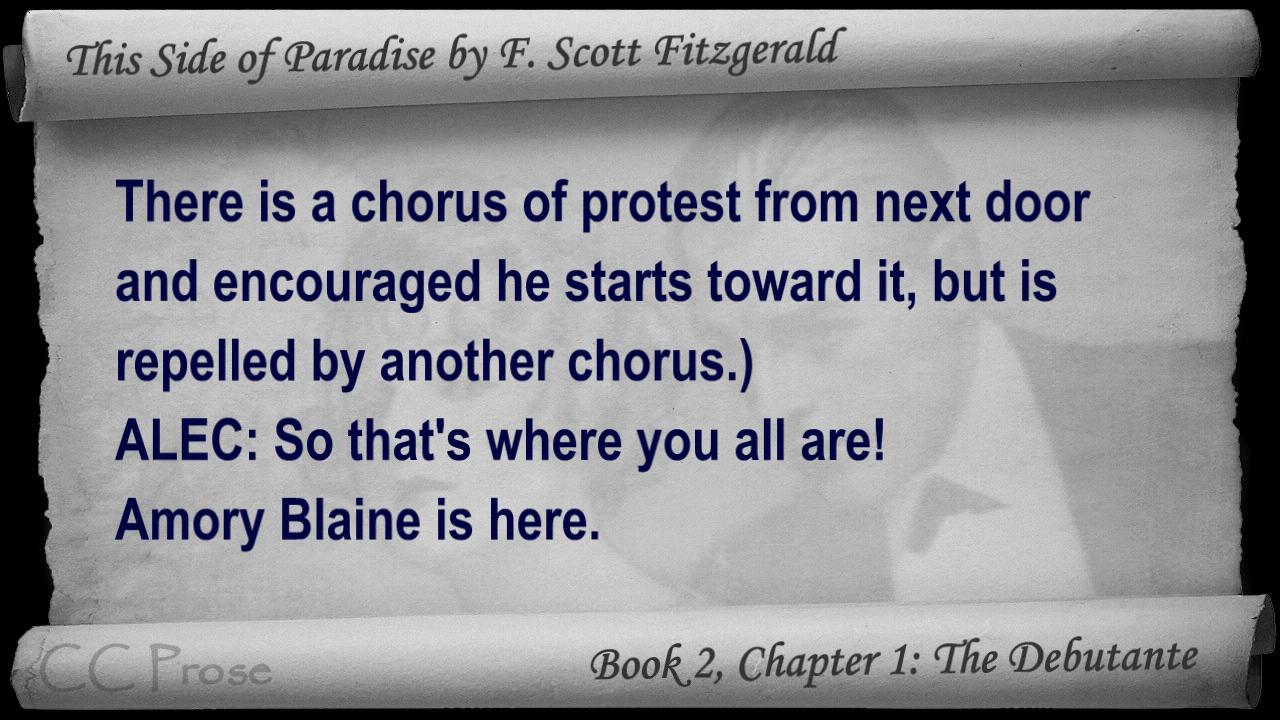 This Side of Paradise by F. Scott Fitzgerald
There is a chorus of protest from next door
and encouraged he starts toward it, but is
repelled by another chorus.)
ALEC: So that's where you all are!
Amory Blaine is here.
CC Prose
Book 2, Chapter 1: The Debutante